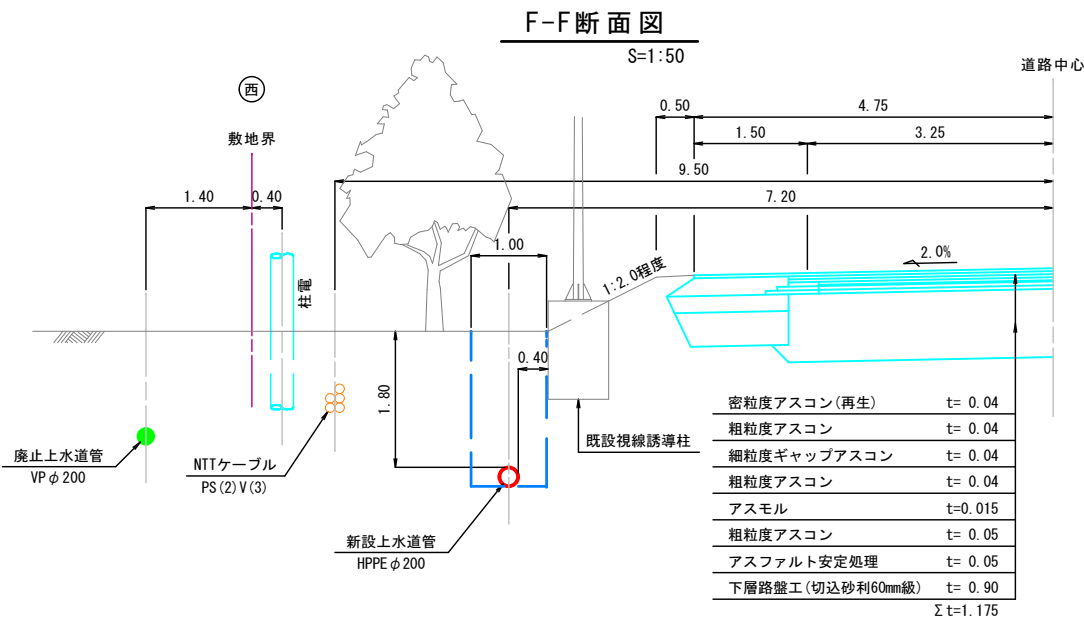 F-F断面図
S=1:50
道路中心
西
敷地界
0.50
4.75
1.50
3.25
9.50
1.40
0.40
7.20
1.00
2.0%
1:2.0程度
柱電
0.40
1.80
既設視線誘導柱
廃止上水道管
VPφ200
NTTケーブル
PS(2)V(3)
新設上水道管
HPPEφ200
密粒度アスコン(再生) t= 0.04
粗粒度アスコン t= 0.04
細粒度ギャップアスコン t= 0.04
粗粒度アスコン t= 0.04
アスモル t=0.015
粗粒度アスコン t= 0.05
アスファルト安定処理 t= 0.05
下層路盤工(切込砂利60mm級) t= 0.90
Σt=1.175